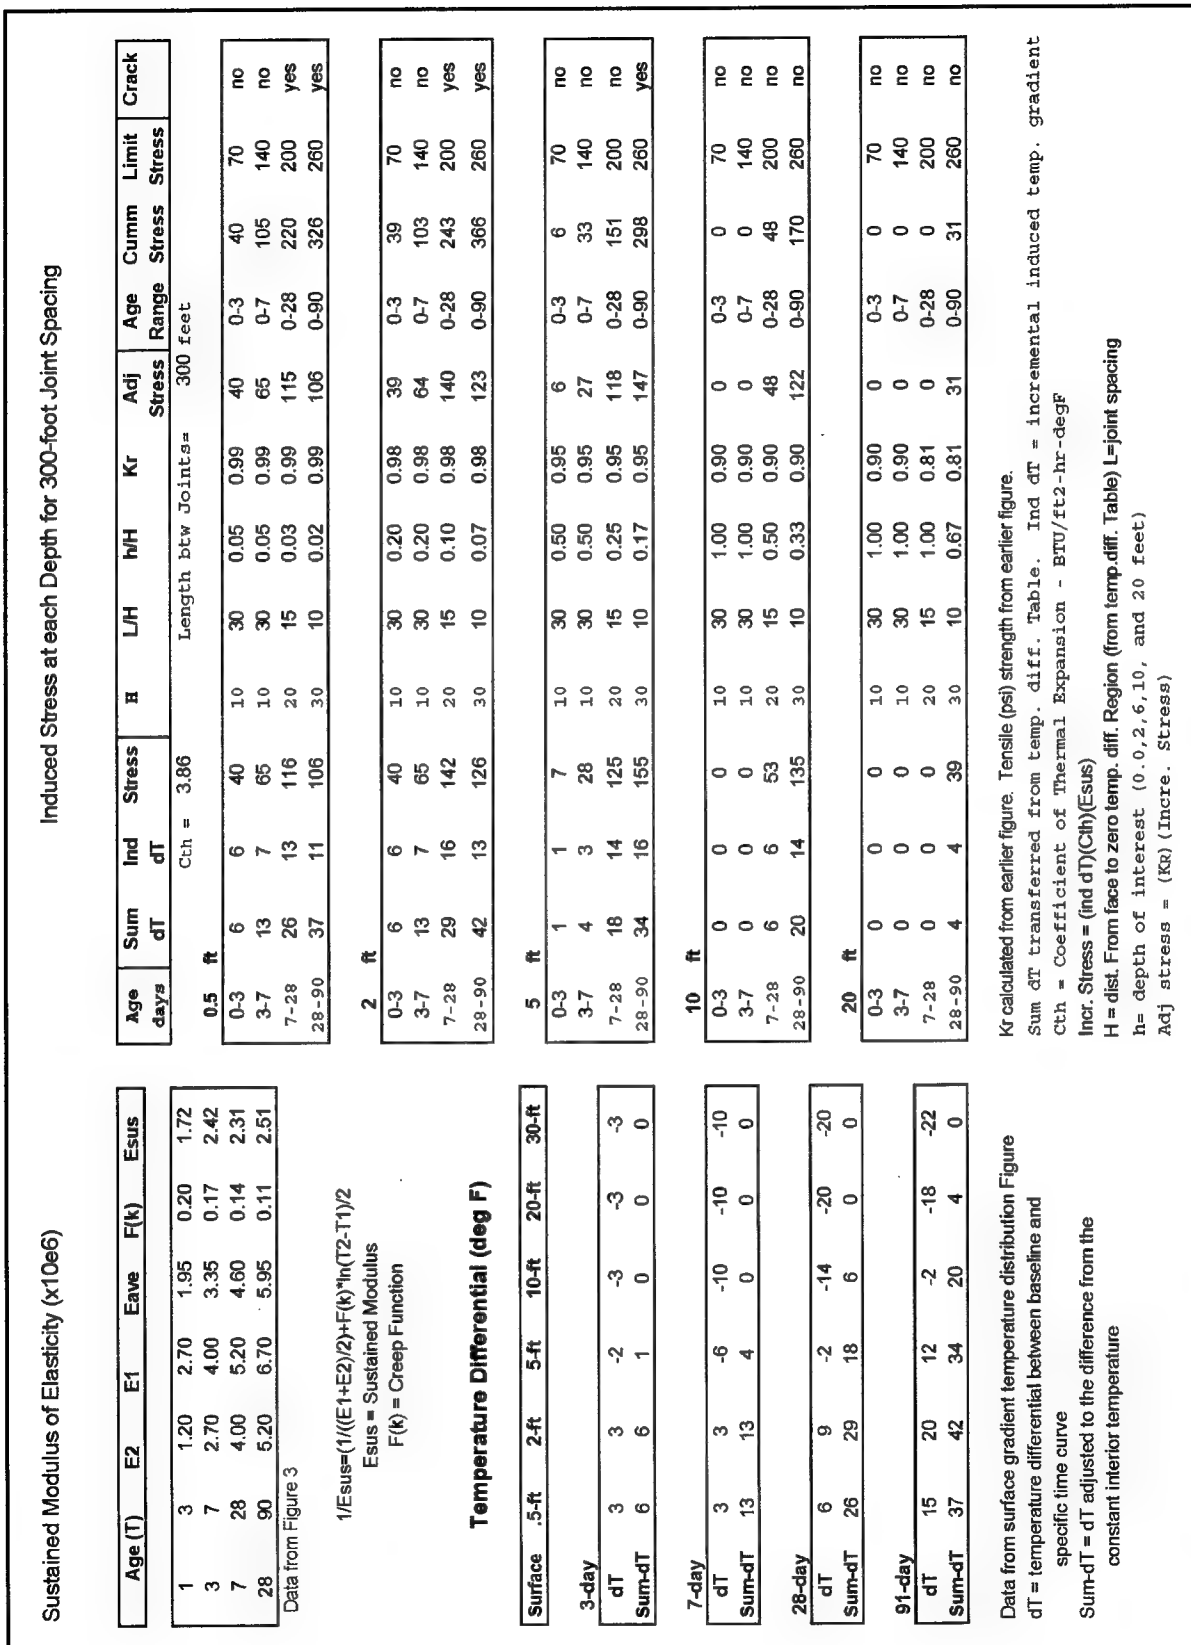 Sustained Modulus of Elasticity (x10e6)
Age (T) E2 E1 Eave F(k) Esus
1 3 1.20 2.70 1.95 0.20 1.72
3 7 2.70 4.00 3.35 0.17 2.42
7 28 4.00 5.20 4.60 0.14 2.31
28 90 5.20 6.70 5.95 0.11 2.51
Data from Figure 3
1/Esus=(1/((E1+E2)/2)+F(k)*ln(T2-T1)/2
Esus = Sustained Modulus
F(k) = Creep Function
Temperature Differential (deg F)
Surface .5-ft 2-ft 5-ft 10-ft 20-ft 30-ft
3-day
dT 3 3 -2 -3 -3 -3
Sum-dT 6 6 1 0 0 0
7-day
dT 3 3 -6 -10 -10 -10
Sum-dT 13 13 4 0 0 0
28-day
dT 6 9 -2 -14 -20 -20
Sum-dT 26 29 18 6 0 0
91-day
dT 15 20 12 -2 -18 -22
Sum-dT 37 42 34 20 4 0
Data from surface gradient temperature distribution Figure
dT = temperature differential between baseline and
specific time curve
Sum-dT = dT adjusted to the difference from the
constant interior temperature
Induced Stress at each Depth for 300-foot Joint Spacing
Age Sum Ind Stress H L/H h/H Kr Adj Age Cumm Limit Crack
days dT dT Stress Range Stress Stress
Cth = 3.86 Length btw Joints= 300 feet
0.5 ft
0-3 6 6 40 10 30 0.05 0.99 40 0-3 40 70 no
3-7 13 7 65 10 30 0.05 0.99 65 0-7 105 140 no
7-28 26 13 116 20 15 0.03 0.99 115 0-28 220 200 yes
28-90 37 11 106 30 10 0.02 0.99 106 0-90 326 260 yes
2 ft
0-3 6 6 40 10 30 0.20 0.98 39 0-3 39 70 no
3-7 13 7 65 10 30 0.20 0.98 64 0-7 103 140 no
7-28 29 16 142 20 15 0.10 0.98 140 0-28 243 200 yes
28-90 42 13 126 30 10 0.07 0.98 123 0-90 366 260 yes
5 ft
0-3 1 1 7 10 30 0.50 0.95 6 0-3 6 70 no
3-7 4 3 28 10 30 0.50 0.95 27 0-7 33 140 no
7-28 18 14 125 20 15 0.25 0.95 118 0-28 151 200 no
28-90 34 16 155 30 10 0.17 0.95 147 0-90 298 260 yes
10 ft
0-3 0 0 0 10 30 1.00 0.90 0 0-3 0 70 no
3-7 0 0 0 10 30 1.00 0.90 0 0-7 0 140 no
7-28 6 6 53 20 15 0.50 0.90 48 0-28 48 200 no
28-90 20 14 135 30 10 0.33 0.90 122 0-90 170 260 no
20 ft
0-3 0 0 0 10 30 1.00 0.90 0 0-3 0 70 no
3-7 0 0 0 10 30 1.00 0.90 0 0-7 0 140 no
7-28 0 0 0 20 15 1.00 0.81 0 0-28 0 200 no
28-90 4 4 39 30 10 0.67 0.81 31 0-90 31 260 no
Kr calculated from earlier figure. Tensile (psi) strength from earlier figure.
Sum dT transferred from temp. diff. Table. Ind dT = incremental induced temp. gradient
Cth = Coefficient of Thermal Expansion - BTU/ft2-hr-degF
Incr. Stress = (ind dT)(Cth)(Esus)
H = dist. From face to zero temp. diff. Region (from temp.diff. Table) L=joint spacing
h= depth of interest (0.0,2,6,10, and 20 feet)
Adj stress = (KR) (Incre. Stress)